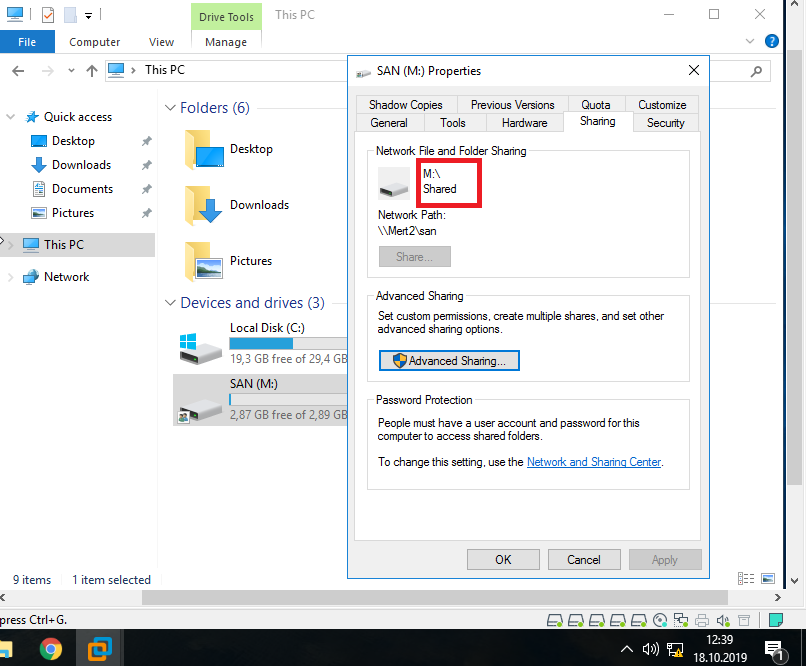 Drive Tools
This PC
File
Computer
View
Manage
This PC
Quick access
Desktop
Downloads
Documents
Pictures
This PC
Network
Folders (6)
Desktop
Downloads
Pictures
Devices and drives (3)
Local Disk (C:)
19,3 GB free of 29,4 GB
SAN (M:)
2,87 GB free of 2,89 GB
9 items
1 item selected
SAN (M:) Properties
Shadow Copies
Previous Versions
Quota
Customize
General
Tools
Hardware
Sharing
Security
Network File and Folder Sharing
M:\
Shared
Network Path:
\\Mert2\san
Share...
Advanced Sharing
Set custom permissions, create multiple shares, and set other
advanced sharing options.
Advanced Sharing...
Password Protection
People must have a user account and password for this
computer to access shared folders.
To change this setting, use the Network and Sharing Center.
OK
Cancel
Apply
press Ctrl+G.
12:39
18.10.2019
1